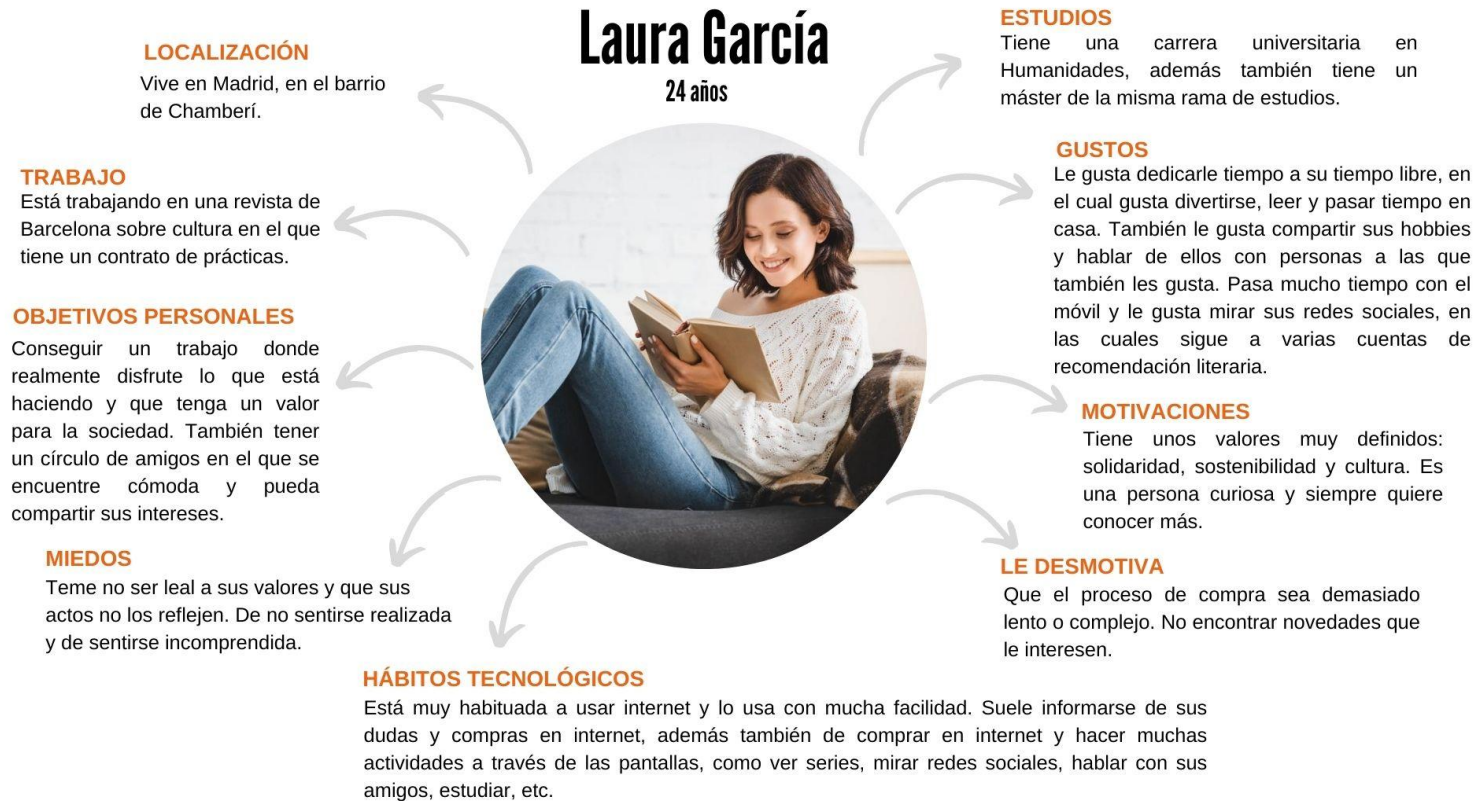 Laura García
24 años
LOCALIZACIÓN
Vive en Madrid, en el barrio
de Chamberí.
TRABAJO
Está trabajando en una revista de
Barcelona sobre cultura en el que
tiene un contrato de prácticas.
OBJETIVOS PERSONALES
Conseguir un trabajo donde
realmente disfrute lo que está
haciendo y que tenga un valor
para la sociedad. También tener
un círculo de amigos en el que se
encuentre cómoda y pueda
compartir sus intereses.
MIEDOS
Teme no ser leal a sus valores y que sus
actos no los reflejen. De no sentirse realizada
y de sentirse incomprendida.
HÁBITOS TECNOLÓGICOS
Está muy habituada a usar internet y lo usa con mucha facilidad. Suele informarse de sus
dudas y compras en internet, además también de comprar en internet y hacer muchas
actividades a través de las pantallas, como ver series, mirar redes sociales, hablar con sus
amigos, estudiar, etc.
ESTUDIOS
Tiene una carrera universitaria en
Humanidades, además también tiene un
máster de la misma rama de estudios.
GUSTOS
Le gusta dedicarle tiempo a su tiempo libre, en
el cual gusta divertirse, leer y pasar tiempo en
casa. También le gusta compartir sus hobbies
y hablar de ellos con personas a las que
también les gusta. Pasa mucho tiempo con el
móvil y le gusta mirar sus redes sociales, en
las cuales sigue a varias cuentas de
recomendación literaria.
MOTIVACIONES
Tiene unos valores muy definidos:
solidaridad, sostenibilidad y cultura. Es
una persona curiosa y siempre quiere
conocer más.
LE DESMOTIVA
Que el proceso de compra sea demasiado
lento o complejo. No encontrar novedades que
le interesen.